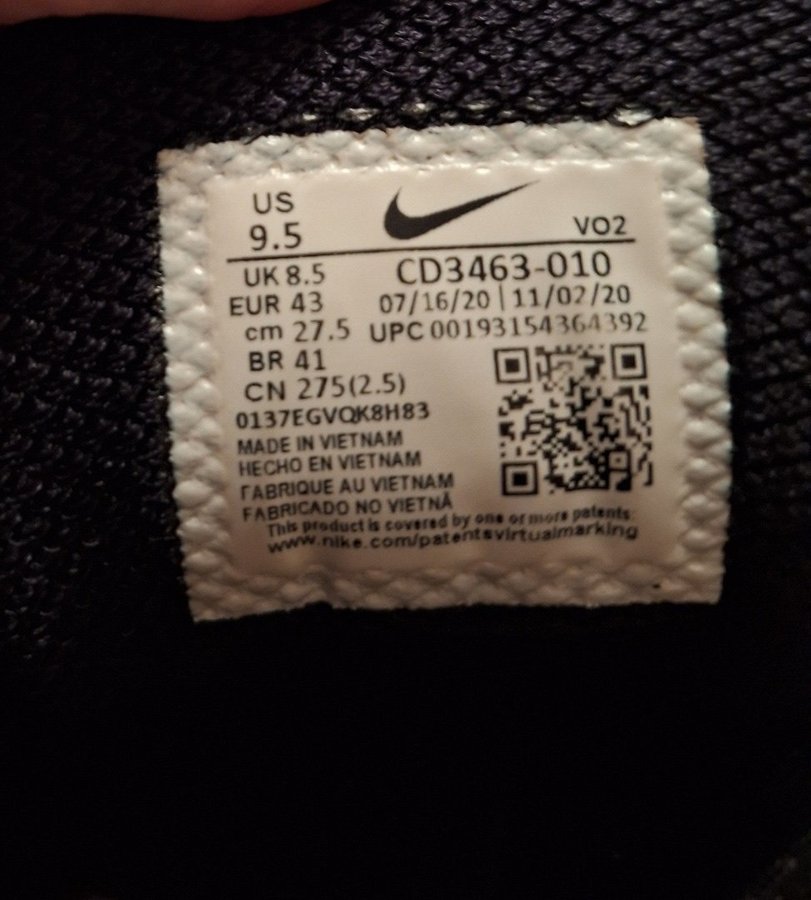 US
9.5
VO2
UK 8.5
CD3463-010
EUR 43
07/16/20 | 11/02/20
cm 27.5
UPC 00193154364392
BR 41
CN 275(2.5)
0137EGVQK8H83
MADE IN VIETNAM
HECHO EN VIETNAM
FABRIQUE AU VIETNAM
FABRICADO NO VIETNÃ
This product is covered by one or more patents:
www.nike.com/patentsvirtualmarking